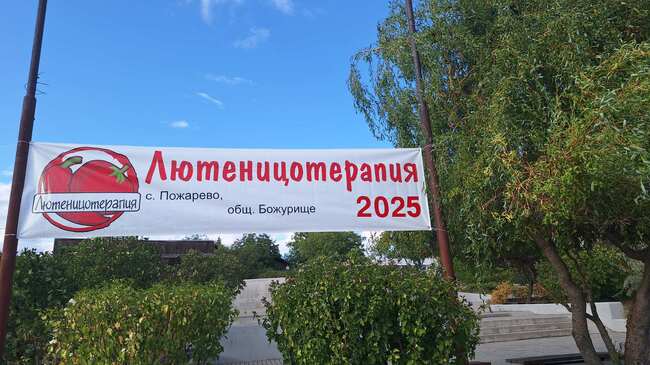 Лютеницотерапия
Лютеницотерапия
с. Пожарево,
общ. Божурище
2025